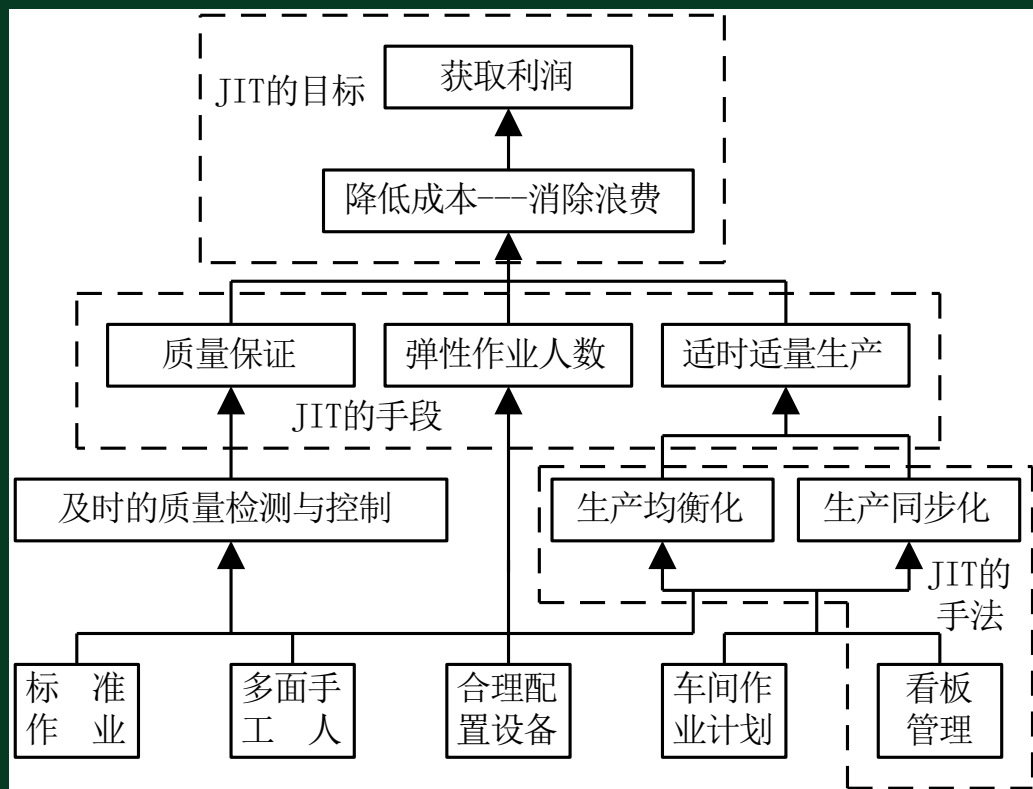 获取利润
JIT的目标
降低成本---消除浪费
质量保证
弹性作业人数
适时适量生产
JIT的手段
及时的质量检测与控制
生产均衡化
生产同步化
JIT的
手法
标 准
作 业
多面手
工 人
合理配
置设备
车间作
业计划
看板
管理